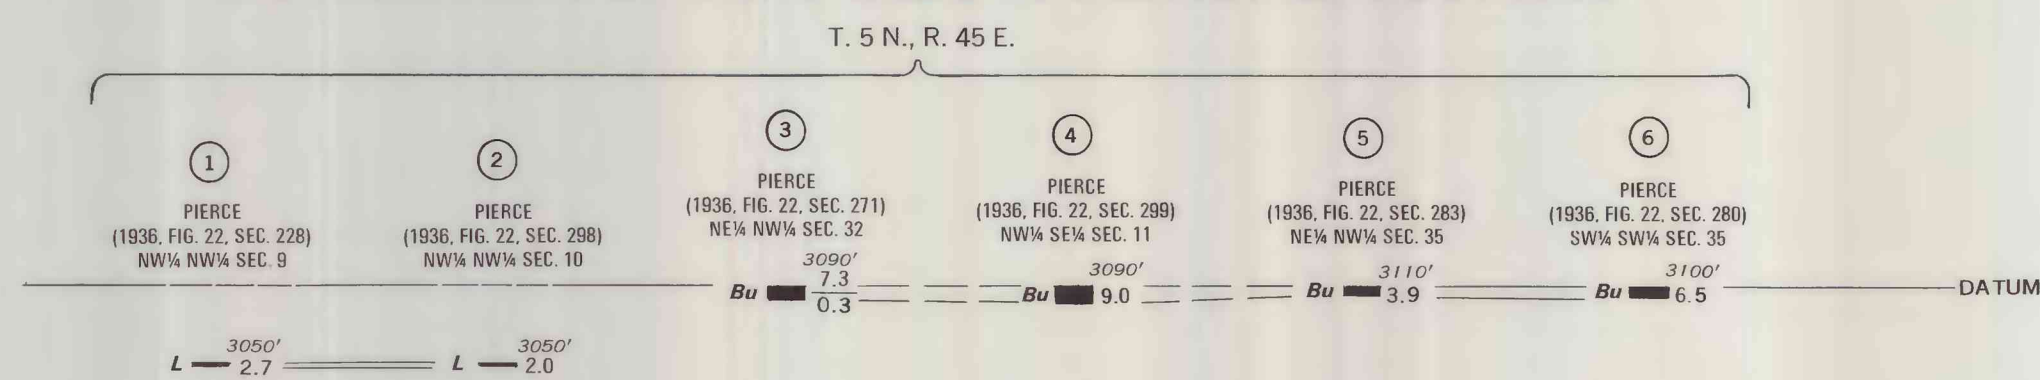 T. 5 N., R. 45 E.
1
PIERCE
(1936, FIG. 22, SEC. 228)
NW¼ NW¼ SEC. 9
2
PIERCE
(1936, FIG. 22, SEC. 298)
NW¼ NW¼ SEC. 10
3
PIERCE
(1936, FIG. 22, SEC. 271)
NE¼ NW¼ SEC. 32
4
PIERCE
(1936, FIG. 22, SEC. 299)
NW¼ SE¼ SEC. 11
5
PIERCE
(1936, FIG. 22, SEC. 283)
NE¼ NW¼ SEC. 35
6
PIERCE
(1936, FIG. 22, SEC. 280)
SW¼ SW¼ SEC. 35
3090'
Bu 7.3
0.3
3090'
Bu 9.0
3110'
Bu 3.9
3100'
Bu 6.5
DATUM
3050'
L 2.7
3050'
L 2.0